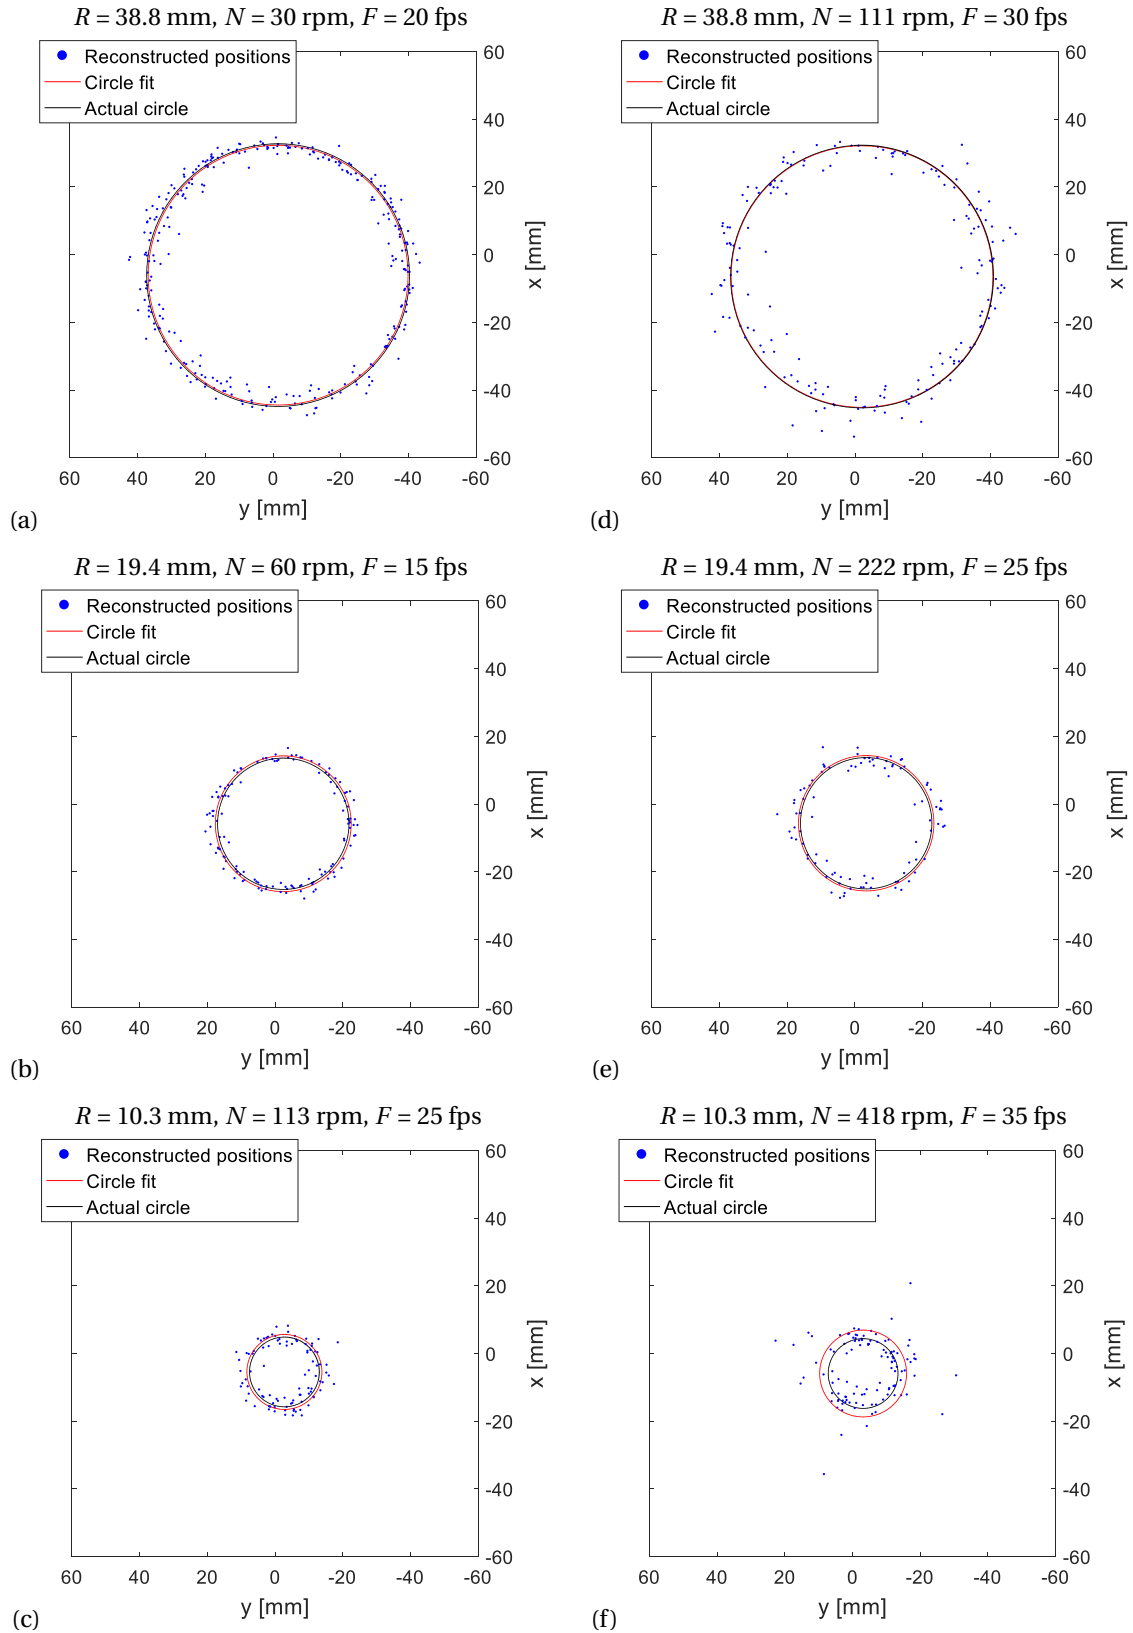 R = 38.8 mm, N = 30 rpm, F = 20 fps
Reconstructed positions
Circle fit
Actual circle
60
40
20
0
-20
-40
-60
x [mm]
60 40 20 0 -20 -40 -60
y [mm]
(a)
R = 38.8 mm, N = 111 rpm, F = 30 fps
Reconstructed positions
Circle fit
Actual circle
60
40
20
0
-20
-40
-60
x [mm]
60 40 20 0 -20 -40 -60
y [mm]
(d)
R = 19.4 mm, N = 60 rpm, F = 15 fps
Reconstructed positions
Circle fit
Actual circle
60
40
20
0
-20
-40
-60
x [mm]
60 40 20 0 -20 -40 -60
y [mm]
(b)
R = 19.4 mm, N = 222 rpm, F = 25 fps
Reconstructed positions
Circle fit
Actual circle
60
40
20
0
-20
-40
-60
x [mm]
60 40 20 0 -20 -40 -60
y [mm]
(e)
R = 10.3 mm, N = 113 rpm, F = 25 fps
Reconstructed positions
Circle fit
Actual circle
60
40
20
0
-20
-40
-60
x [mm]
60 40 20 0 -20 -40 -60
y [mm]
(c)
R = 10.3 mm, N = 418 rpm, F = 35 fps
Reconstructed positions
Circle fit
Actual circle
60
40
20
0
-20
-40
-60
x [mm]
60 40 20 0 -20 -40 -60
y [mm]
(f)